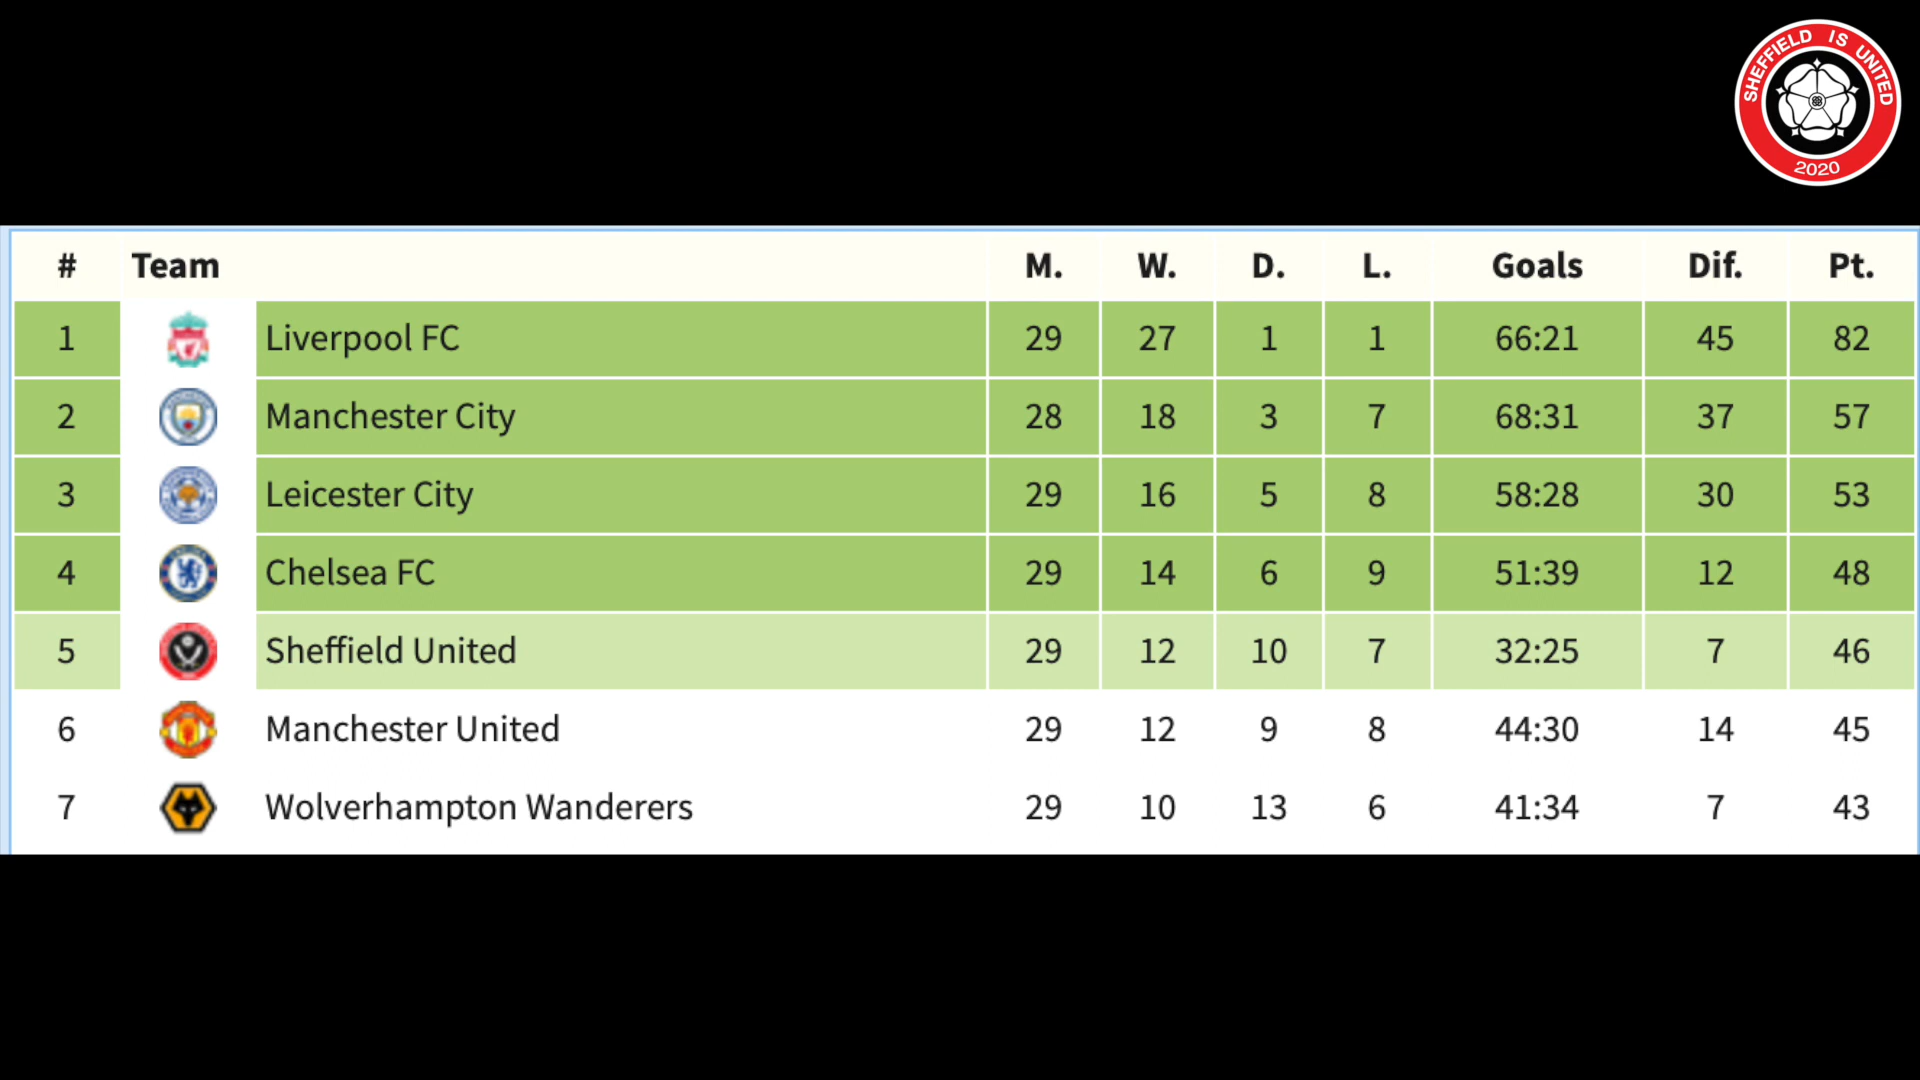 SHEFFIELD IS UNITED
2020
# Team M. W. D. L. Goals Dif. Pt.
1 Liverpool FC 29 27 1 1 66:21 45 82
2 Manchester City 28 18 3 7 68:31 37 57
3 Leicester City 29 16 5 8 58:28 30 53
4 Chelsea FC 29 14 6 9 51:39 12 48
5 Sheffield United 29 12 10 7 32:25 7 46
6 Manchester United 29 12 9 8 44:30 14 45
7 Wolverhampton Wanderers 29 10 13 6 41:34 7 43